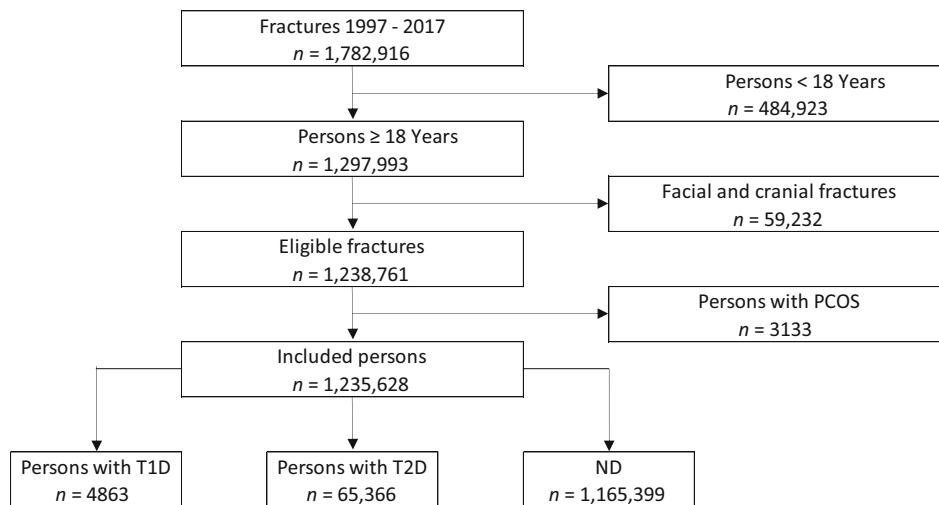 Fractures 1997 - 2017
n = 1,782,916
Persons < 18 Years
n = 484,923
Persons ≥ 18 Years
n = 1,297,993
Facial and cranial fractures
n = 59,232
Eligible fractures
n = 1,238,761
Persons with PCOS
n = 3133
Included persons
n = 1,235,628
Persons with T1D
n = 4863
Persons with T2D
n = 65,366
ND
n = 1,165,399